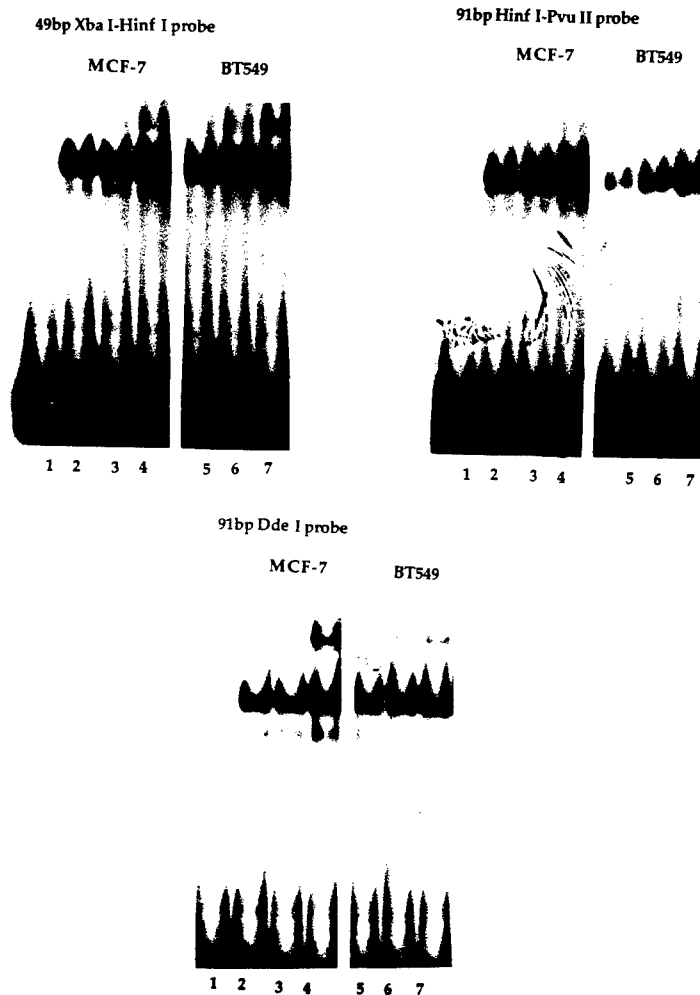 49bp Xba I-Hinf I probe
MCF-7 BT549
1 2 3 4 5 6 7
91bp Hinf I-Pvu II probe
MCF-7 BT549
1 2 3 4 5 6 7
91bp Dde I probe
MCF-7 BT549
1 2 3 4 5 6 7